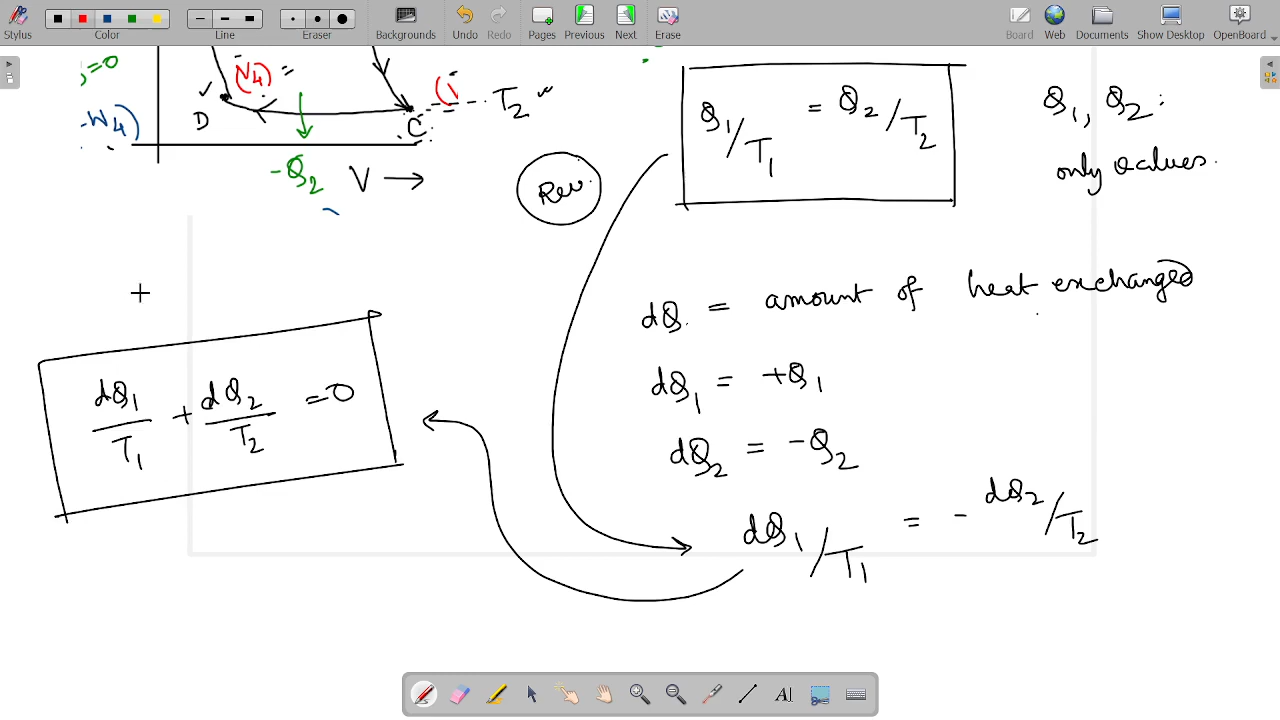 Stylus
Color
Line
Eraser
Backgrounds
Undo
Redo
Pages
Previous
Next
Erase
Board
Web
Documents
Show Desktop
OpenBoard
;=0
(W4) =
-W4)
D
C
T2
-Q2
V →
Rev.
Q1/T1 = Q2/T2
Q1, Q2 :
only values.
dQ = amount of heat exchanged
dQ1 = +Q1
dQ2 = -Q2
dQ1/T1 = - dQ2/T2
dQ1/T1 + dQ2/T2 = 0